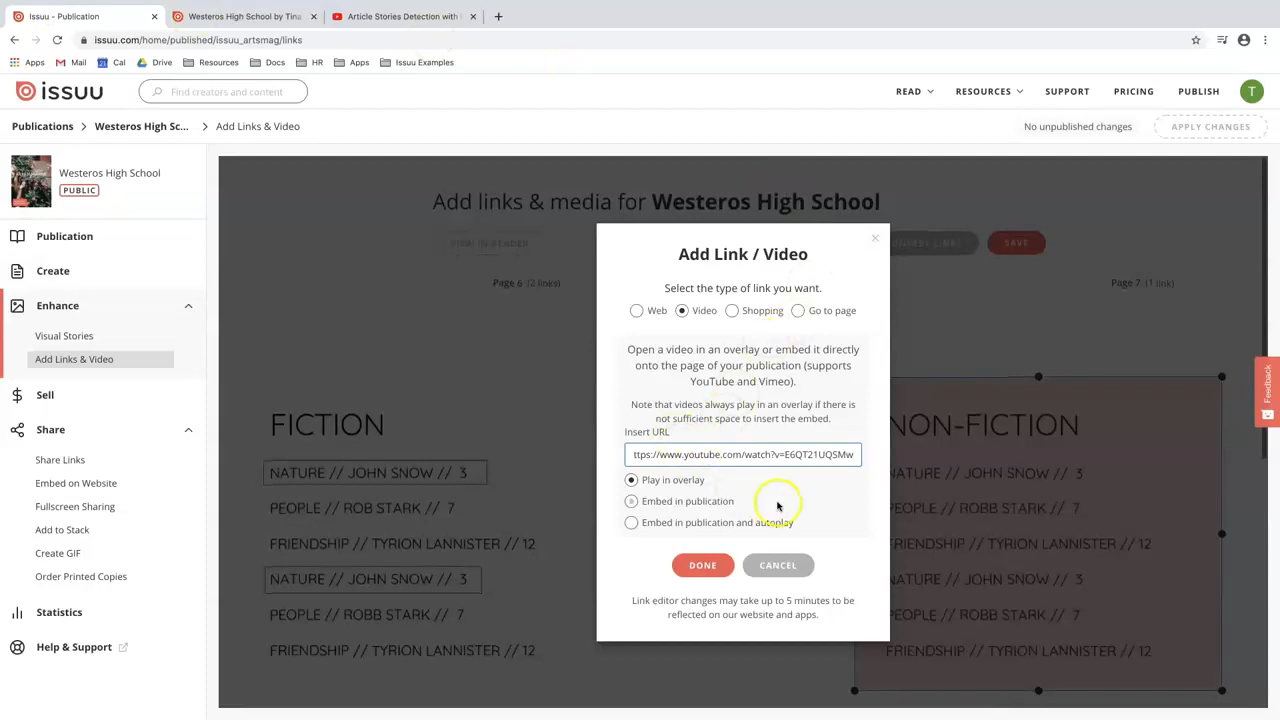 Issuu - Publication
Westeros High School by Tina
Article Stories Detection with
issuu.com/home/published/issuu_artsmag/links
Apps Mail Cal Drive Resources Docs HR Apps Issuu Examples
issuu Find creators and content READ RESOURCES SUPPORT PRICING PUBLISH T
Publications Westeros High Sc... Add Links & Video No unpublished changes APPLY CHANGES
Westeros High School
PUBLIC
Publication
Create
Enhance
Visual Stories
Add Links & Video
Sell
Share
Share Links
Embed on Website
Fullscreen Sharing
Add to Stack
Create GIF
Order Printed Copies
Statistics
Help & Support
Add links & media for Westeros High School
SAVE
Page 6 (2 links)
Page 7 (1 link)
FICTION
NATURE // JOHN SNOW // 3
PEOPLE // ROB STARK // 7
FRIENDSHIP // TYRION LANNISTER // 12
NATURE // JOHN SNOW // 3
PEOPLE // ROBB STARK // 7
FRIENDSHIP // TYRION LANNISTER // 12
Add Link / Video
Select the type of link you want.
Web Video Shopping Go to page
Open a video in an overlay or embed it directly
onto the page of your publication (supports
YouTube and Vimeo).
Note that videos always play in an overlay if there is
not sufficient space to insert the embed.
Insert URL
ttps://www.youtube.com/watch?v=E6QT21UQSMw
Play in overlay
Embed in publication
Embed in publication and autoplay
DONE CANCEL
Link editor changes may take up to 5 minutes to be
reflected on our website and apps.
NON-FICTION
NATURE // JOHN SNOW // 3
PEOPLE // ROB STARK // 7
FRIENDSHIP // TYRION LANNISTER // 12
NATURE // JOHN SNOW // 3
PEOPLE // ROBB STARK // 7
FRIENDSHIP // TYRION LANNISTER // 12
Feedback